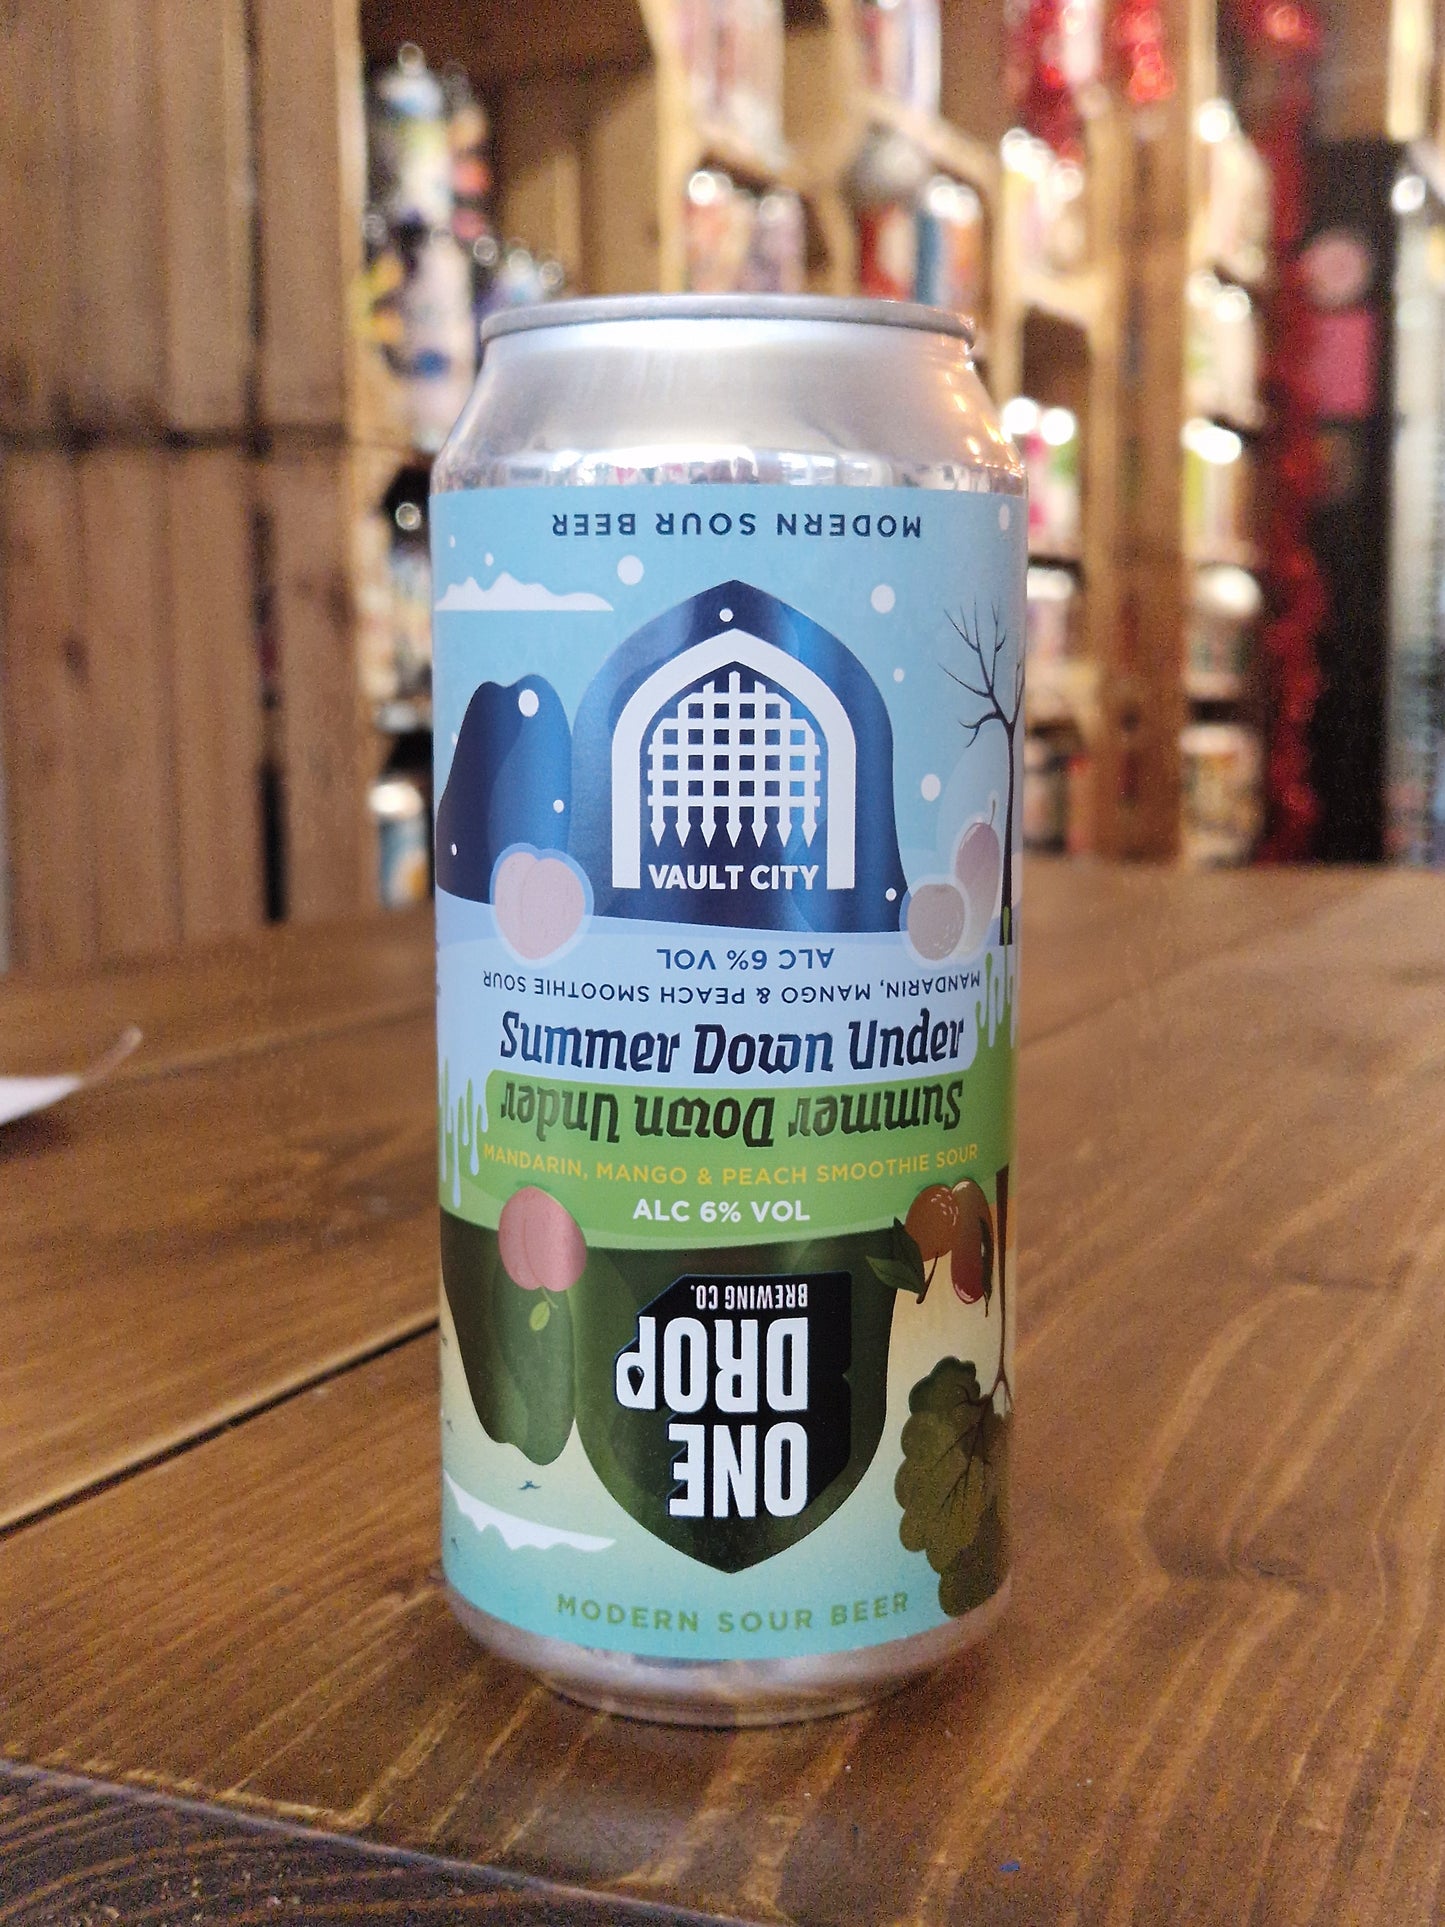 MODERN SOUR BEER
VAULT CITY
ALC 6% VOL
MANDARIN, MANGO & PEACH SMOOTHIE SOUR
Summer Down Under
Summer Down Under
MANDARIN, MANGO & PEACH SMOOTHIE SOUR
ALC 6% VOL
ONE
DROP
BREWING CO.
MODERN SOUR BEER